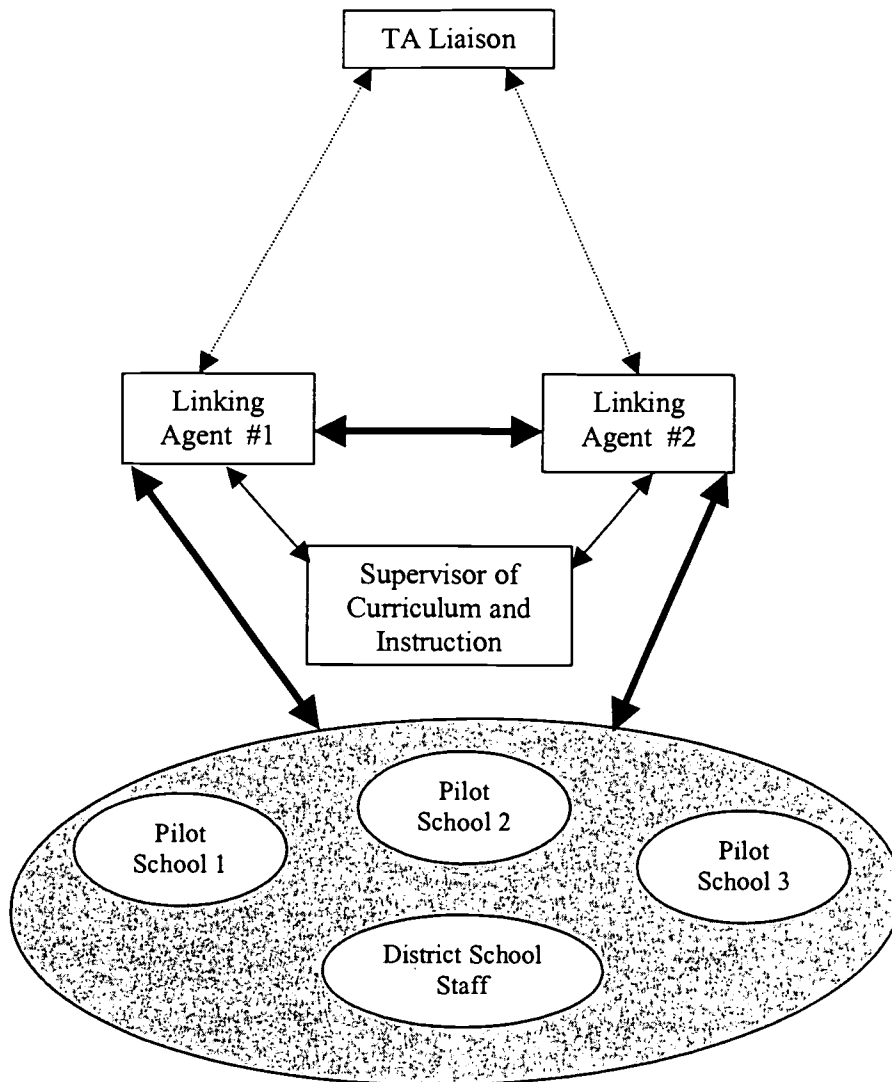 TA Liaison
Linking
Agent #1
Linking
Agent #2
Supervisor of
Curriculum and
Instruction
Pilot
School 1
Pilot
School 2
Pilot
School 3
District School
Staff